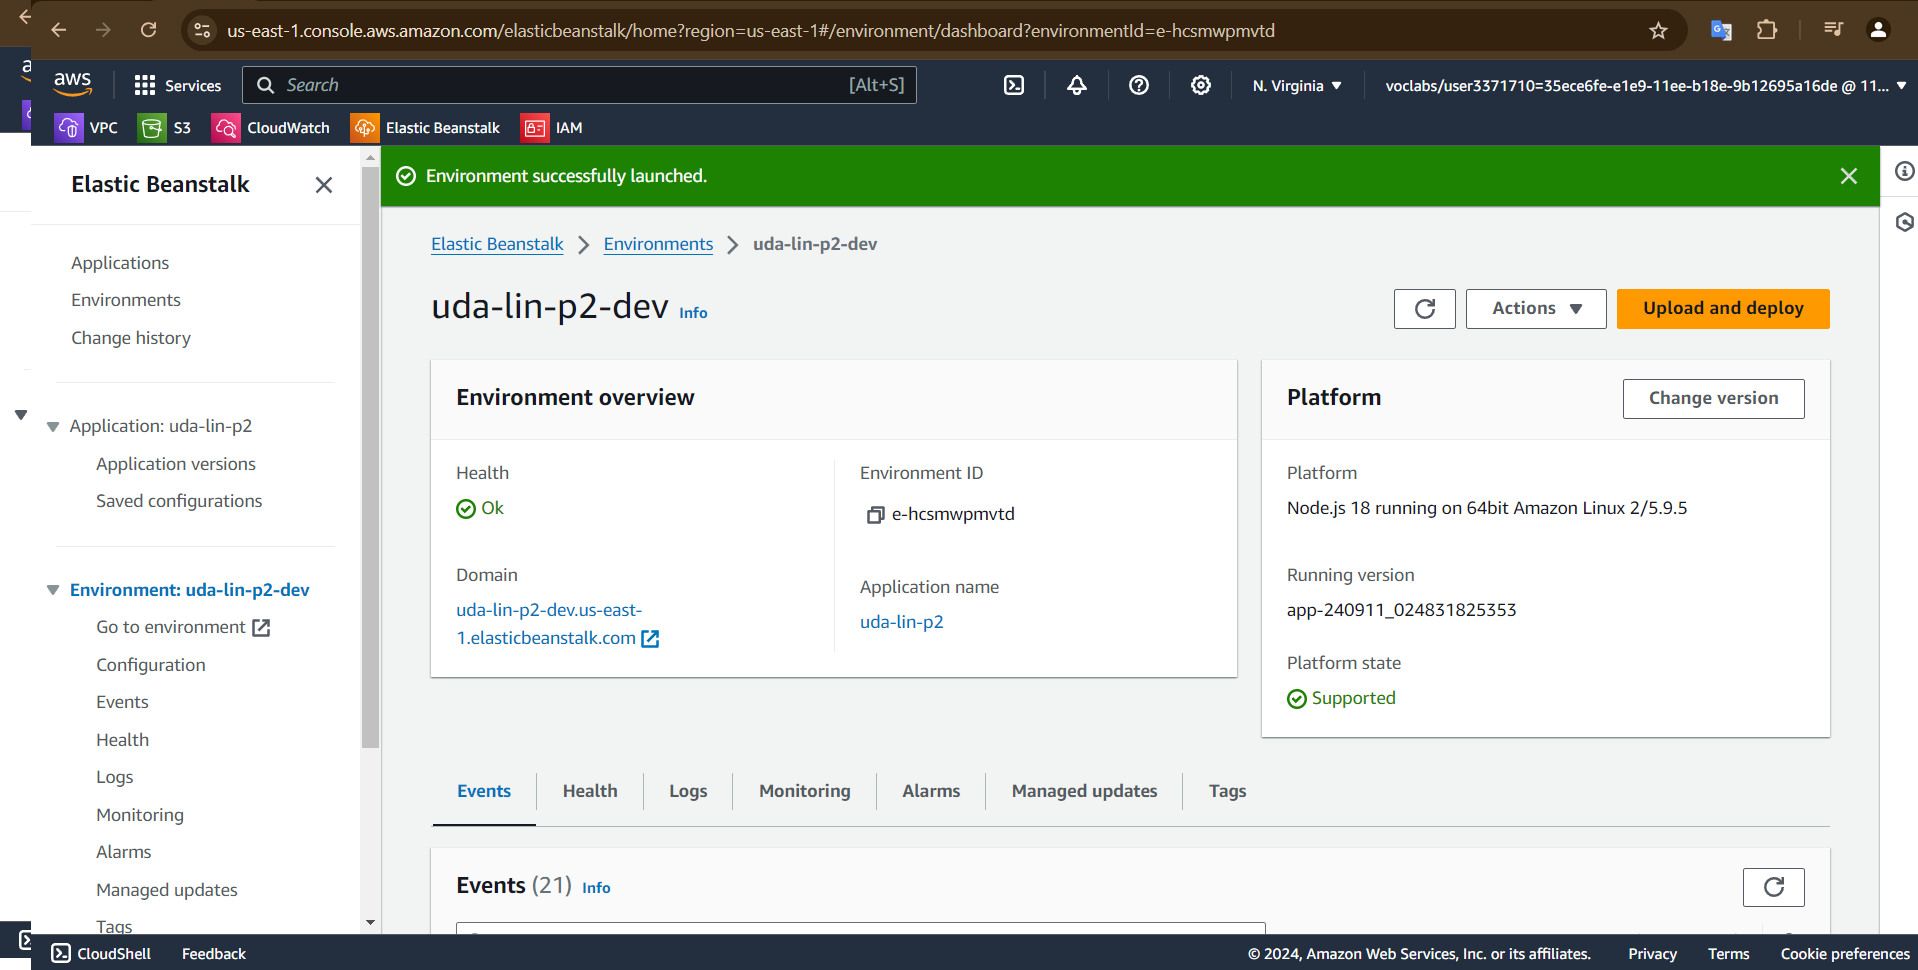 us-east-1.console.aws.amazon.com/elasticbeanstalk/home?region=us-east-1#/environment/dashboard?environmentId=e-hcsmwpmvtd
aws
Services
Search
[Alt+S]
N. Virginia
voclabs/user3371710=35ece6fe-e1e9-11ee-b18e-9b12695a16de @ 11...
VPC
S3
CloudWatch
Elastic Beanstalk
IAM
Elastic Beanstalk
Applications
Environments
Change history
Application: uda-lin-p2
Application versions
Saved configurations
Environment: uda-lin-p2-dev
Go to environment
Configuration
Events
Health
Logs
Monitoring
Alarms
Managed updates
Tags
Environment successfully launched.
Elastic Beanstalk
Environments
uda-lin-p2-dev
uda-lin-p2-dev Info
Actions
Upload and deploy
Environment overview
Health
Ok
Domain
uda-lin-p2-dev.us-east-
1.elasticbeanstalk.com
Environment ID
e-hcsmwpmvtd
Application name
uda-lin-p2
Platform
Change version
Platform
Node.js 18 running on 64bit Amazon Linux 2/5.9.5
Running version
app-240911_024831825353
Platform state
Supported
Events
Health
Logs
Monitoring
Alarms
Managed updates
Tags
Events (21) Info
CloudShell
Feedback
© 2024, Amazon Web Services, Inc. or its affiliates.
Privacy
Terms
Cookie preferences